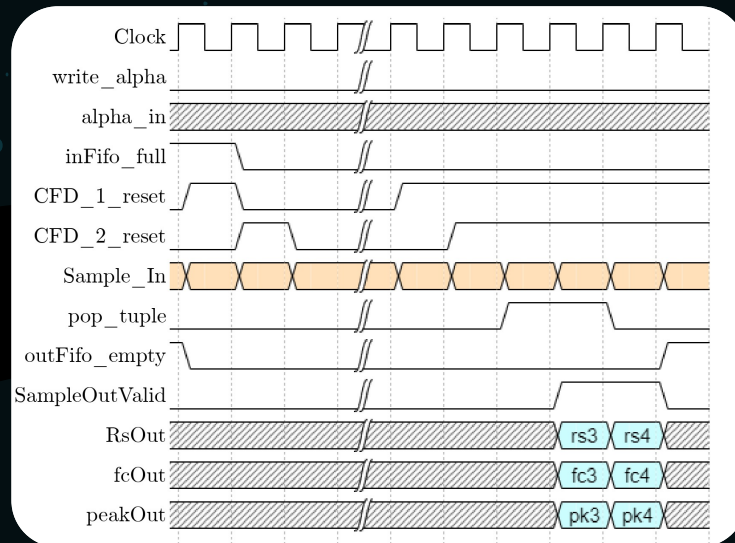 Clock
write_alpha
alpha_in
inFifo_full
CFD_1_reset
CFD_2_reset
Sample_In
pop_tuple
outFifo_empty
SampleOutValid
RsOut rs3 rs4
fcOut fc3 fc4
peakOut pk3 pk4